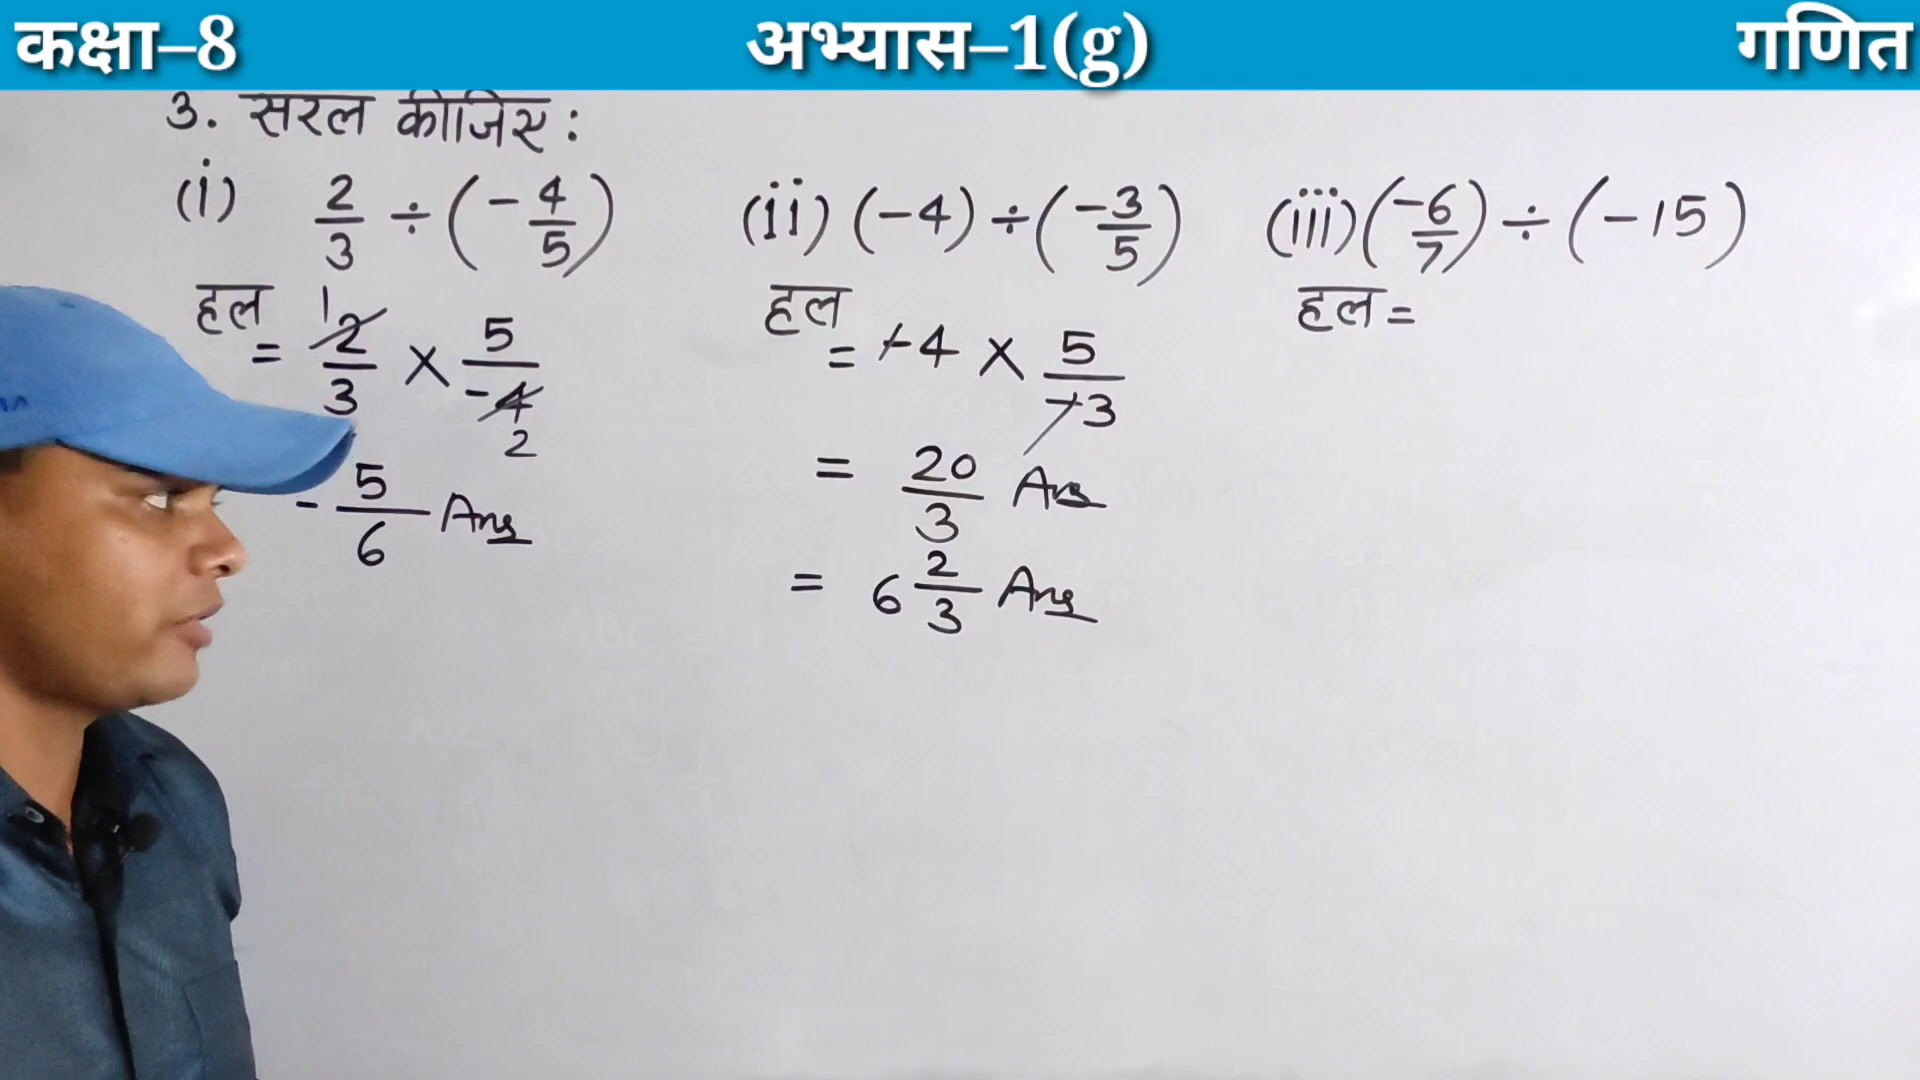 कक्षा–8 अभ्यास–1(g) गणित
3. सरल कीजिए :
(i) 2/3 ÷ (-4/5)
हल
= 2/3 × 5/-4
1
2
- 5/6 Ans
(ii) (-4) ÷ (-3/5)
हल
= -4 × 5/-3
= 20/3 Ans
= 6 2/3 Ans
(iii) (-6/7) ÷ (-15)
हल =